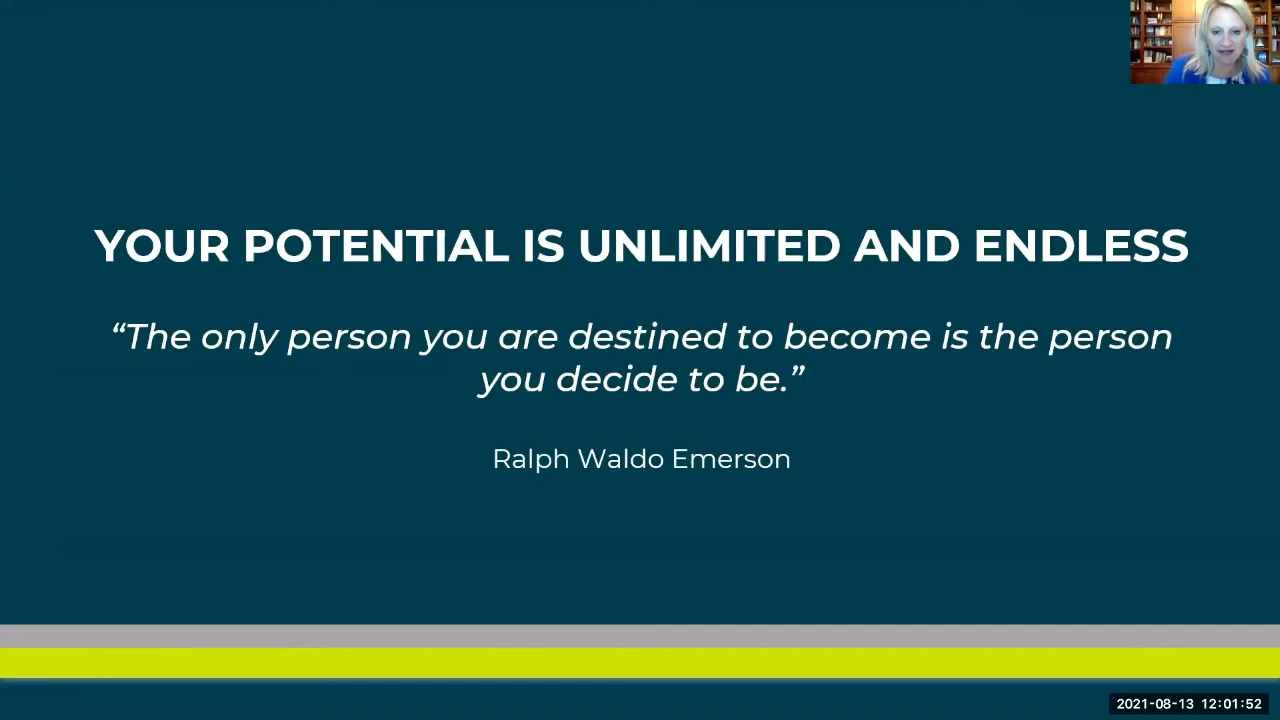 YOUR POTENTIAL IS UNLIMITED AND ENDLESS
“The only person you are destined to become is the person
you decide to be.”
Ralph Waldo Emerson
2021-08-13 12:01:52